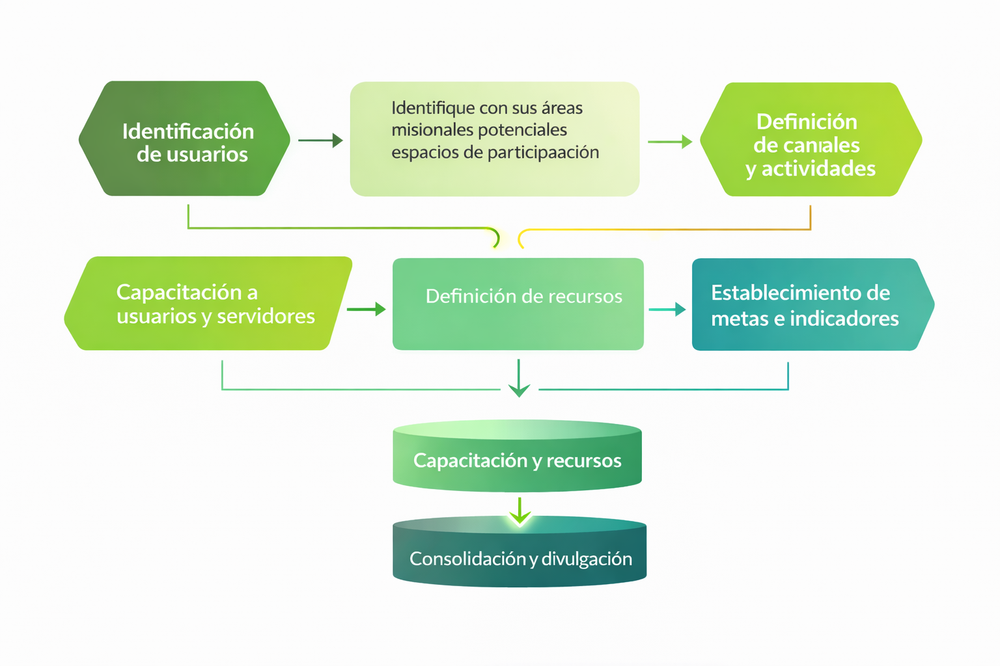 Identificación
de usuarios
Identifique con sus áreas
misionales potenciales
espacios de participaación
Definición
de canıales
y actividades
Capacitación a
usuarios y servidores
Definición de recursos
Establecimiento de
metas e indicadores
Capacitación y recursos
Consolidación y divulgación